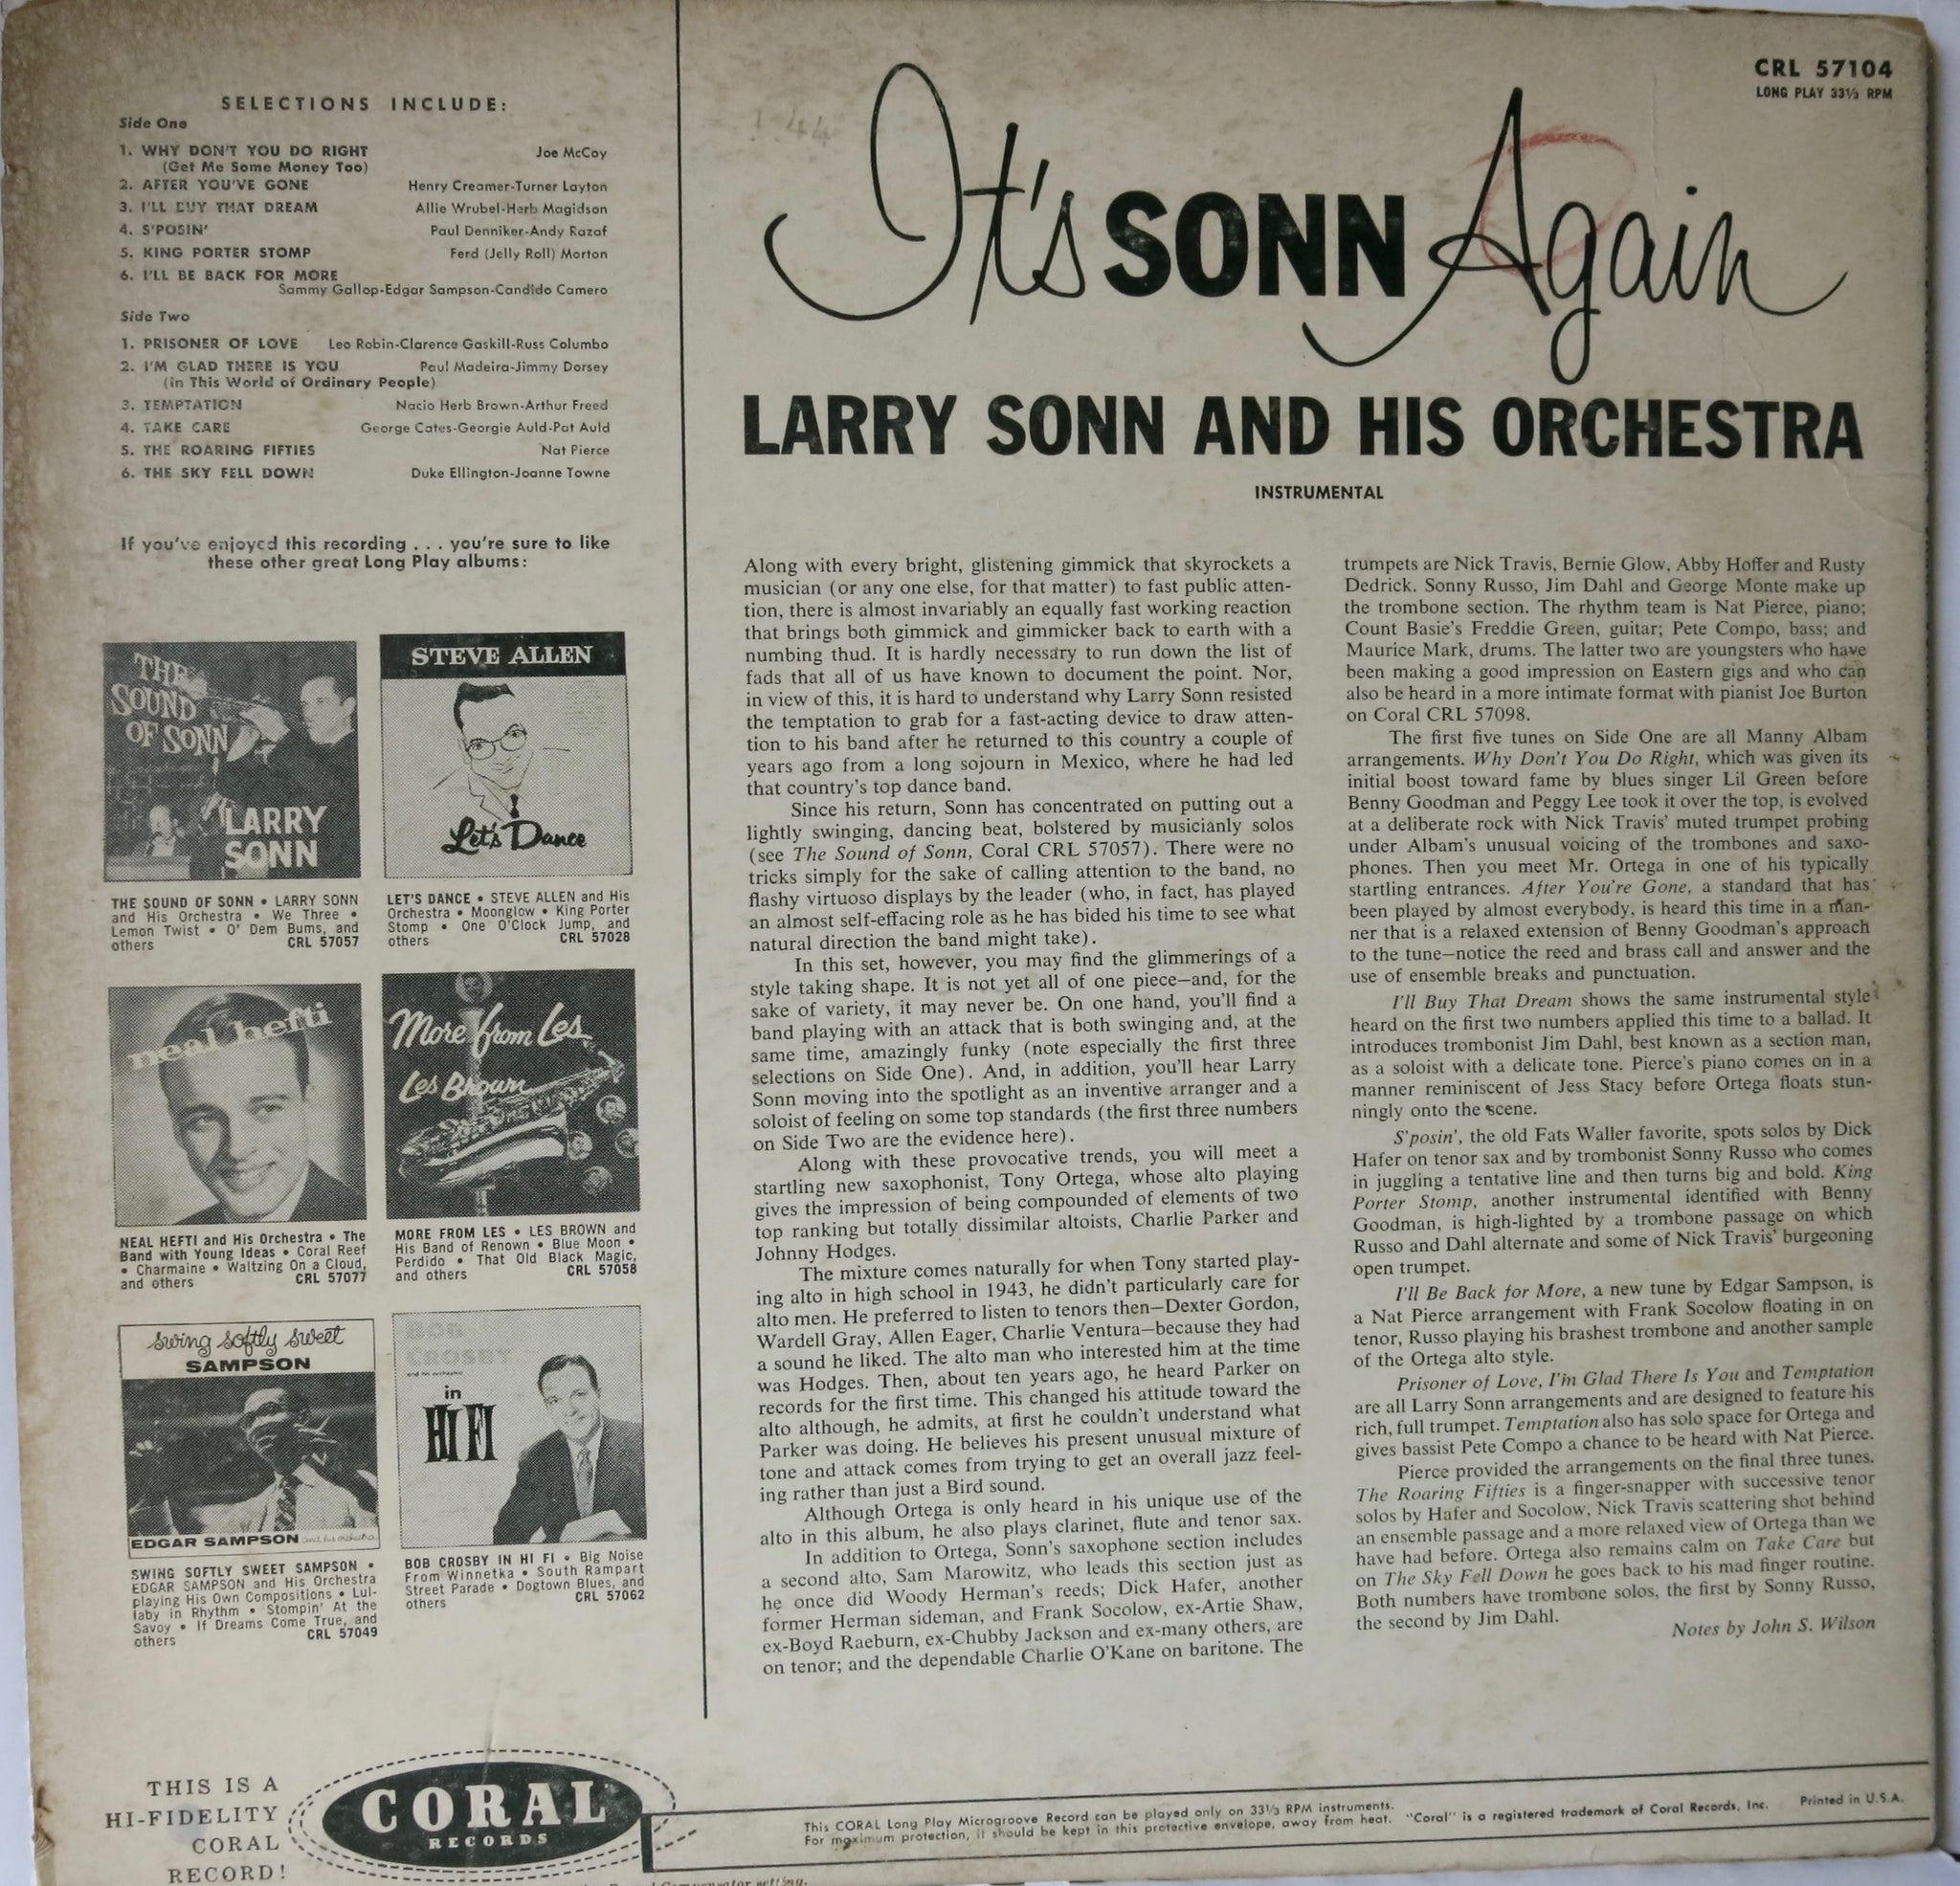 SELECTIONS INCLUDE:
Side One
1. WHY DON'T YOU DO RIGHT Joe McCoy
(Get Me Some Money Too)
2. AFTER YOU'VE GONE Henry Creamer-Turner Layton
3. I'LL BUY THAT DREAM Allie Wrubel-Herb Magidson
4. S'POSIN' Paul Denniker-Andy Razaf
5. KING PORTER STOMP Ferd (Jelly Roll) Morton
6. I'LL BE BACK FOR MORE
Sammy Gallop-Edgar Sampson-Candido Camero
Side Two
1. PRISONER OF LOVE Leo Robin-Clarence Gaskill-Russ Columbo
2. I'M GLAD THERE IS YOU Paul Madeira-Jimmy Dorsey
(in This World of Ordinary People)
3. TEMPTATION Nacio Herb Brown-Arthur Freed
4. TAKE CARE George Cates-Georgie Auld-Pat Auld
5. THE ROARING FIFTIES Nat Pierce
6. THE SKY FELL DOWN Duke Ellington-Joanne Towne
If you've enjoyed this recording . . . you're sure to like
these other great Long Play albums:
THE
SOUND
OF SONN
LARRY
SONN
THE SOUND OF SONN • LARRY SONN
and His Orchestra • We Three •
Lemon Twist • O' Dem Bums, and
others CRL 57057
STEVE ALLEN
Let's Dance
LET'S DANCE • STEVE ALLEN and His
Orchestra • Moonglow • King Porter
Stomp • One O'Clock Jump, and
others CRL 57028
neal hefti
NEAL HEFTI and His Orchestra • The
Band with Young Ideas • Coral Reef
• Charmaine • Waltzing On a Cloud,
and others CRL 57077
More from Les
Les Brown
MORE FROM LES • LES BROWN and
His Band of Renown • Blue Moon •
Perdido • That Old Black Magic,
and others CRL 57058
swing softly sweet
SAMPSON
EDGAR SAMPSON and his orchestra
SWING SOFTLY SWEET SAMPSON •
EDGAR SAMPSON and His Orchestra
playing His Own Compositions • Lul-
laby in Rhythm • Stompin' At the
Savoy • If Dreams Come True, and
others CRL 57049
BOB
CROSBY
and his orchestra
in
HI FI
BOB CROSBY IN HI FI • Big Noise
From Winnetka • South Rampart
Street Parade • Dogtown Blues, and
others CRL 57062
THIS IS A
HI-FIDELITY
CORAL
RECORD!
CORAL
RECORDS
CRL 57104
LONG PLAY 33⅓ RPM
It's SONN Again
LARRY SONN AND HIS ORCHESTRA
INSTRUMENTAL
Along with every bright, glistening gimmick that skyrockets a
musician (or any one else, for that matter) to fast public atten-
tion, there is almost invariably an equally fast working reaction
that brings both gimmick and gimmicker back to earth with a
numbing thud. It is hardly necessary to run down the list of
fads that all of us have known to document the point. Nor,
in view of this, it is hard to understand why Larry Sonn resisted
the temptation to grab for a fast-acting device to draw atten-
tion to his band after he returned to this country a couple of
years ago from a long sojourn in Mexico, where he had led
that country's top dance band.
Since his return, Sonn has concentrated on putting out a
lightly swinging, dancing beat, bolstered by musicianly solos
(see The Sound of Sonn, Coral CRL 57057). There were no
tricks simply for the sake of calling attention to the band, no
flashy virtuoso displays by the leader (who, in fact, has played
an almost self-effacing role as he has bided his time to see what
natural direction the band might take).
In this set, however, you may find the glimmerings of a
style taking shape. It is not yet all of one piece—and, for the
sake of variety, it may never be. On one hand, you'll find a
band playing with an attack that is both swinging and, at the
same time, amazingly funky (note especially the first three
selections on Side One). And, in addition, you'll hear Larry
Sonn moving into the spotlight as an inventive arranger and a
soloist of feeling on some top standards (the first three numbers
on Side Two are the evidence here).
Along with these provocative trends, you will meet a
startling new saxophonist, Tony Ortega, whose alto playing
gives the impression of being compounded of elements of two
top ranking but totally dissimilar altoists, Charlie Parker and
Johnny Hodges.
The mixture comes naturally for when Tony started play-
ing alto in high school in 1943, he didn't particularly care for
alto men. He preferred to listen to tenors then—Dexter Gordon,
Wardell Gray, Allen Eager, Charlie Ventura—because they had
a sound he liked. The alto man who interested him at the time
was Hodges. Then, about ten years ago, he heard Parker on
records for the first time. This changed his attitude toward the
alto although, he admits, at first he couldn't understand what
Parker was doing. He believes his present unusual mixture of
tone and attack comes from trying to get an overall jazz feel-
ing rather than just a Bird sound.
Although Ortega is only heard in his unique use of the
alto in this album, he also plays clarinet, flute and tenor sax.
In addition to Ortega, Sonn's saxophone section includes
a second alto, Sam Marowitz, who leads this section just as
he once did Woody Herman's reeds; Dick Hafer, another
former Herman sideman, and Frank Socolow, ex-Artie Shaw,
ex-Boyd Raeburn, ex-Chubby Jackson and ex-many others, are
on tenor; and the dependable Charlie O'Kane on baritone. The
trumpets are Nick Travis, Bernie Glow, Abby Hoffer and Rusty
Dedrick. Sonny Russo, Jim Dahl and George Monte make up
the trombone section. The rhythm team is Nat Pierce, piano;
Count Basie's Freddie Green, guitar; Pete Compo, bass; and
Maurice Mark, drums. The latter two are youngsters who have
been making a good impression on Eastern gigs and who can
also be heard in a more intimate format with pianist Joe Burton
on Coral CRL 57098.
The first five tunes on Side One are all Manny Albam
arrangements. Why Don't You Do Right, which was given its
initial boost toward fame by blues singer Lil Green before
Benny Goodman and Peggy Lee took it over the top, is evolved
at a deliberate rock with Nick Travis' muted trumpet probing
under Albam's unusual voicing of the trombones and saxo-
phones. Then you meet Mr. Ortega in one of his typically
startling entrances. After You're Gone, a standard that has
been played by almost everybody, is heard this time in a man-
ner that is a relaxed extension of Benny Goodman's approach
to the tune—notice the reed and brass call and answer and the
use of ensemble breaks and punctuation.
I'll Buy That Dream shows the same instrumental style
heard on the first two numbers applied this time to a ballad. It
introduces trombonist Jim Dahl, best known as a section man,
as a soloist with a delicate tone. Pierce's piano comes on in a
manner reminiscent of Jess Stacy before Ortega floats stun-
ningly onto the scene.
S'posin', the old Fats Waller favorite, spots solos by Dick
Hafer on tenor sax and by trombonist Sonny Russo who comes
in juggling a tentative line and then turns big and bold. King
Porter Stomp, another instrumental identified with Benny
Goodman, is high-lighted by a trombone passage on which
Russo and Dahl alternate and some of Nick Travis' burgeoning
open trumpet.
I'll Be Back for More, a new tune by Edgar Sampson, is
a Nat Pierce arrangement with Frank Socolow floating in on
tenor, Russo playing his brashest trombone and another sample
of the Ortega alto style.
Prisoner of Love, I'm Glad There Is You and Temptation
are all Larry Sonn arrangements and are designed to feature his
rich, full trumpet. Temptation also has solo space for Ortega and
gives bassist Pete Compo a chance to be heard with Nat Pierce.
Pierce provided the arrangements on the final three tunes.
The Roaring Fifties is a finger-snapper with successive tenor
solos by Hafer and Socolow, Nick Travis scattering shot behind
an ensemble passage and a more relaxed view of Ortega than we
have had before. Ortega also remains calm on Take Care but
on The Sky Fell Down he goes back to his mad finger routine.
Both numbers have trombone solos, the first by Sonny Russo,
the second by Jim Dahl.
Notes by John S. Wilson
This CORAL Long Play Microgroove Record can be played only on 33⅓ RPM instruments.
For maximum protection, it should be kept in this protective envelope, away from heat.
"Coral" is a registered trademark of Coral Records, Inc. Printed in U.S.A.